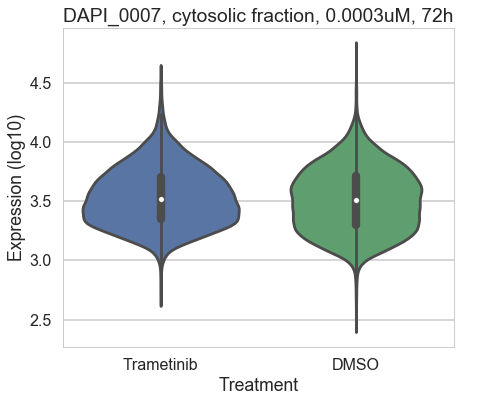 DAPI_0007, cytosolic fraction, 0.0003uM, 72h
Expression (log10)
4.5
4.0
3.5
3.0
2.5
Trametinib DMSO
Treatment